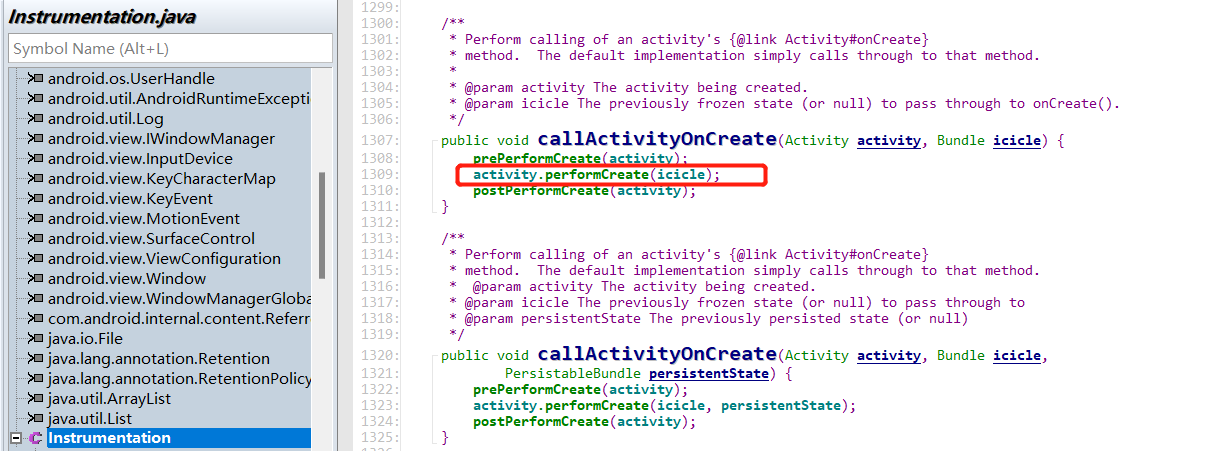 Instrumentation.java
Symbol Name (Alt+L)
android.os.UserHandle
android.util.AndroidRuntimeExcepti
android.util.Log
android.view.IWindowManager
android.view.InputDevice
android.view.KeyCharacterMap
android.view.KeyEvent
android.view.MotionEvent
android.view.SurfaceControl
android.view.ViewConfiguration
android.view.Window
android.view.WindowManagerGloba
com.android.internal.content.Referr
java.io.File
java.lang.annotation.Retention
java.lang.annotation.RetentionPolicy
java.util.ArrayList
java.util.List
Instrumentation
1299:
1300: /**
1301: * Perform calling of an activity's {@link Activity#onCreate}
1302: * method.  The default implementation simply calls through to that method.
1303: *
1304: * @param activity The activity being created.
1305: * @param icicle The previously frozen state (or null) to pass through to onCreate().
1306: */
1307: public void callActivityOnCreate(Activity activity, Bundle icicle) {
1308: prePerformCreate(activity);
1309: activity.performCreate(icicle);
1310: postPerformCreate(activity);
1311: }
1312:
1313: /**
1314: * Perform calling of an activity's {@link Activity#onCreate}
1315: * method.  The default implementation simply calls through to that method.
1316: *  @param activity The activity being created.
1317: * @param icicle The previously frozen state (or null) to pass through to
1318: * @param persistentState The previously persisted state (or null)
1319: */
1320: public void callActivityOnCreate(Activity activity, Bundle icicle,
1321: PersistableBundle persistentState) {
1322: prePerformCreate(activity);
1323: activity.performCreate(icicle, persistentState);
1324: postPerformCreate(activity);
1325: }